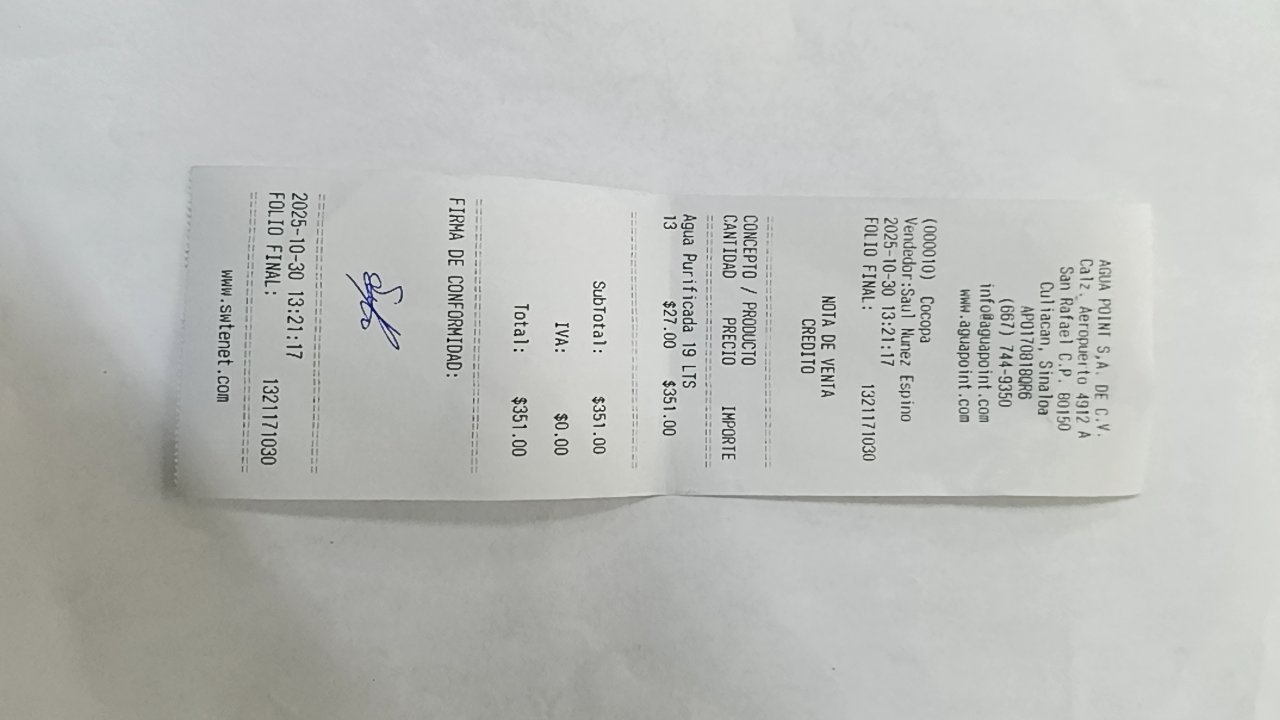 AGUA POINT S,A. DE C.V.
Calz. Aeropuerto 4912 A
San Rafael C.P. 80150
Culiacan, Sinaloa
APO170818QR6
(667) 744-9350
info@aguapoint.com
www.aguapoint.com
(000010) Cocopa
Vendedor:Saul Nunez Espino
2025-10-30 13:21:17
FOLIO FINAL: 1321171030
NOTA DE VENTA
CREDITO
CONCEPTO / PRODUCTO
CANTIDAD PRECIO IMPORTE
Agua Purificada 19 LTS
13 $27.00 $351.00
SubTotal: $351.00
IVA: $0.00
Total: $351.00
FIRMA DE CONFORMIDAD:
2025-10-30 13:21:17
FOLIO FINAL: 1321171030
www.swtenet.com